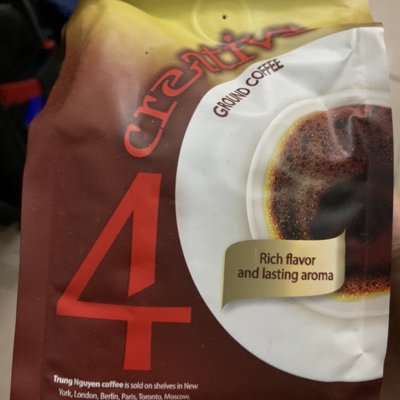 creative
GROUND COFFEE
4
Rich flavor
and lasting aroma
Trung Nguyen coffee is sold on shelves in New
York, London, Berlin, Paris, Toronto, Moscow,